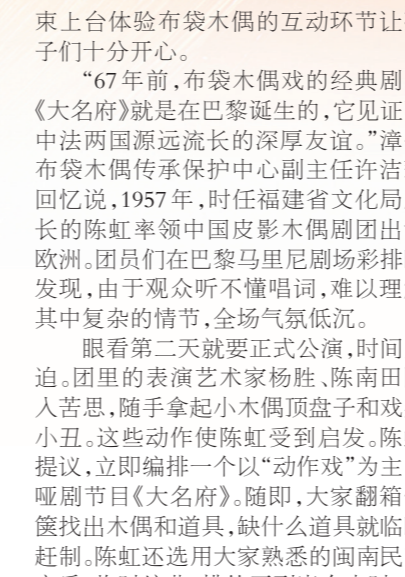 束上台体验布袋木偶的互动环节让
子们十分开心。
“67年前，布袋木偶戏的经典剧
《大名府》就是在巴黎诞生的，它见证
中法两国源远流长的深厚友谊。”漳
布袋木偶传承保护中心副主任许洁
回忆说，1957年，时任福建省文化局
长的陈虹率领中国皮影木偶剧团出
欧洲。团员们在巴黎马里尼剧场彩排
发现，由于观众听不懂唱词，难以理
其中复杂的情节，全场气氛低沉。
眼看第二天就要正式公演，时间
迫。团里的表演艺术家杨胜、陈南田
入苦思，随手拿起小木偶顶盘子和戏
小丑。这些动作使陈虹受到启发。陈
提议，立即编排一个以“动作戏”为主
哑剧节目《大名府》。随即，大家翻箱
箧找出木偶和道具，缺什么道具就临
赶制。陈虹还选用大家熟悉的闽南民